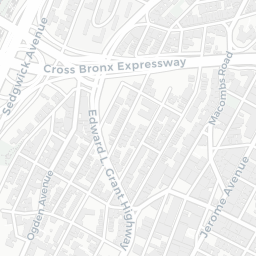 Sedgwick Avenue
Cross Bronx Expressway
Macombs Road
Edward L. Grant Highway
Ogden Avenue
Jerome Avenue